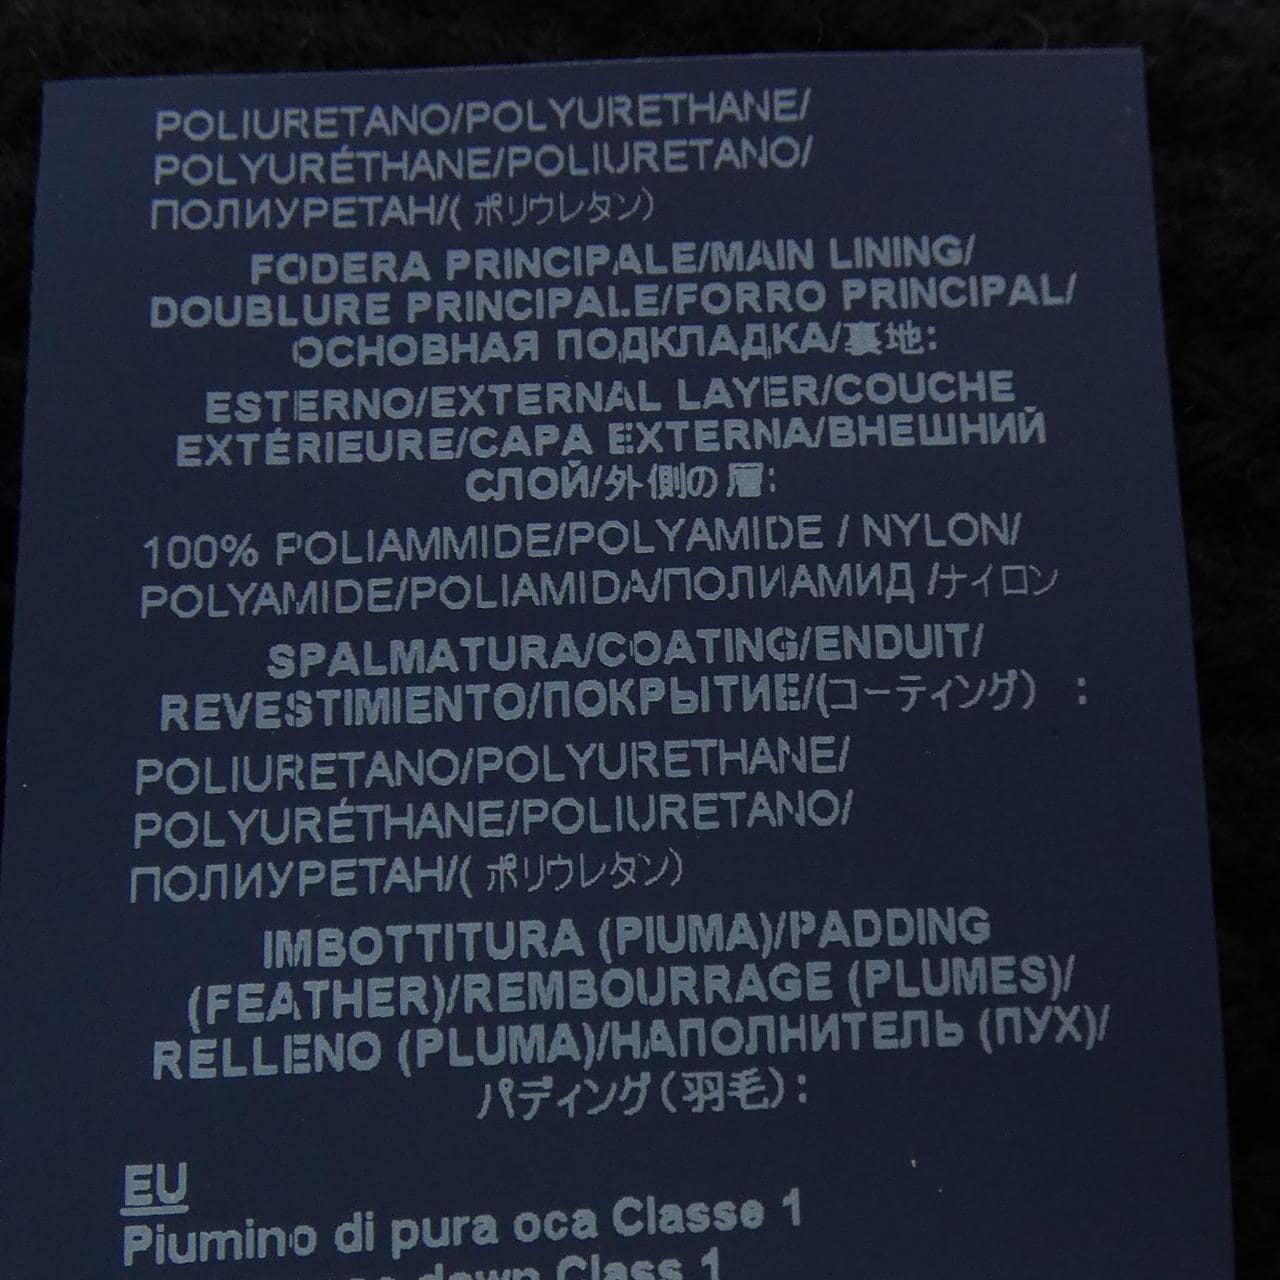 POLIURETANO/POLYURETHANE/
POLYURÉTHANE/POLIURETANO/
ПОЛИУРЕТАН/( ポリウレタン)
FODERA PRINCIPALE/MAIN LINING/
DOUBLURE PRINCIPALE/FORRO PRINCIPAL/
ОСНОВНАЯ ПОДКЛАДКА/裏地:
ESTERNO/EXTERNAL LAYER/COUCHE
EXTÉRIEURE/CAPA EXTERNA/ВНЕШНИЙ
СЛОЙ/外側の層:
100% POLIAMMIDE/POLYAMIDE / NYLON/
POLYAMIDE/POLIAMIDA/ПОЛИАМИД /ナイロン
SPALMATURA/COATING/ENDUIT/
REVESTIMIENTO/ПОКРЫТИЕ/(コーティング) :
POLIURETANO/POLYURETHANE/
POLYURÉTHANE/POLIURETANO/
ПОЛИУРЕТАН/( ポリウレタン)
IMBOTTITURA (PIUMA)/PADDING
(FEATHER)/REMBOURRAGE (PLUMES)/
RELLENO (PLUMA)/НАПОЛНИТЕЛЬ (ПУХ)/
パディング(羽毛):
EU
Piumino di pura oca Classe 1
down Class 1